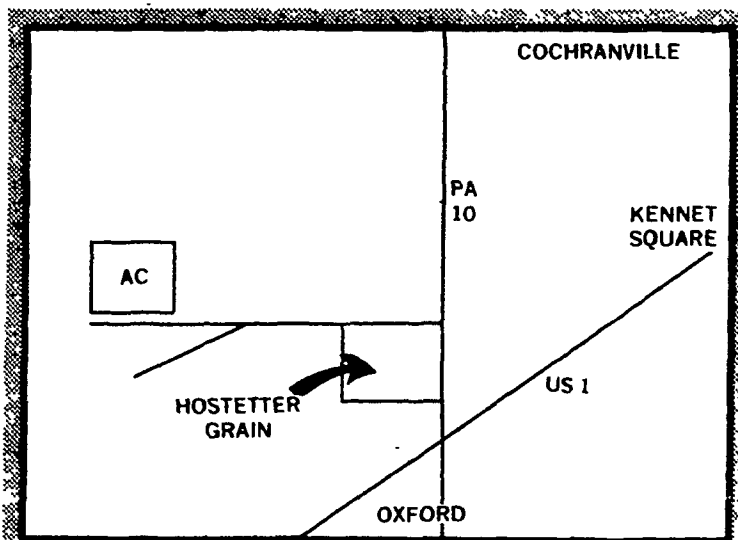 COCHRANVILLE
PA
10
KENNET
SQUARE
AC
US 1
HOSTETTER
GRAIN
OXFORD